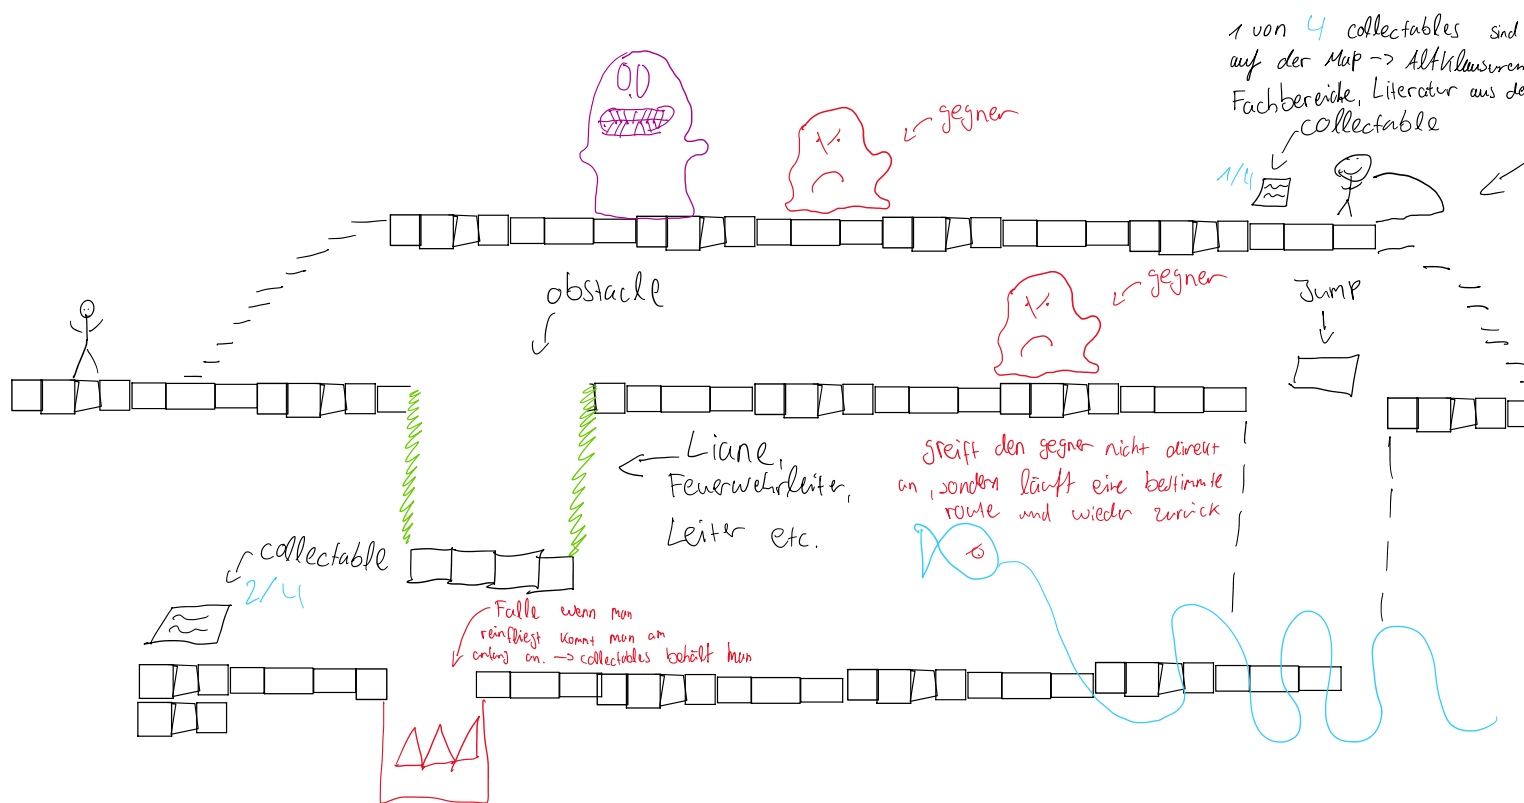 1 von 4 collectables sind
auf der Map -> Altklausuren
Fachbereiche, Literatur aus de
collectable
1/4
gegner
obstacle
gegner
Jump
Liane,
Feuerwehrleiter,
Leiter etc.
greift den gegner nicht direkt
an, sondern läuft eine bestimmte
route und wieder zurück
collectable
2/4
Falle wenn man
reinfliegt kommt man am
anfang an. -> collectables behält man